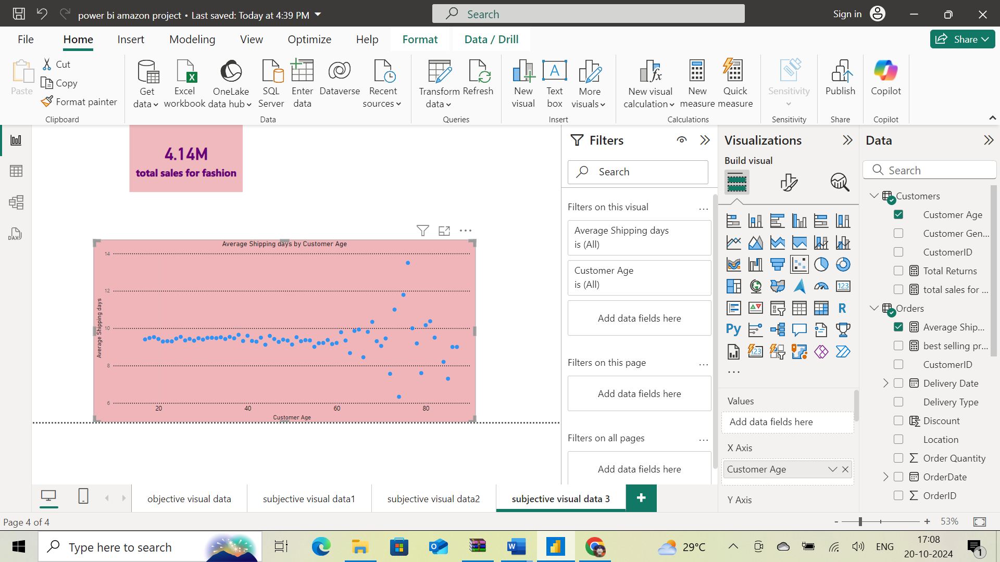 power bi amazon project • Last saved: Today at 4:39 PM
Search
Sign in
File
Home
Insert
Modeling
View
Optimize
Help
Format
Data / Drill
Share
Paste
Cut
Copy
Format painter
Clipboard
Get data
Excel workbook
OneLake data hub
SQL Server
Enter data
Dataverse
Recent sources
Data
Transform data
Refresh
Queries
New visual
Text box
More visuals
Insert
New visual calculation
New measure
Quick measure
Calculations
Sensitivity
Sensitivity
Publish
Share
Copilot
Copilot
DAX
4.14M
total sales for fashion
Average Shipping days by Customer Age
Average Shipping days
14
12
10
8
6
20
40
60
80
Customer Age
Filters
Search
Filters on this visual
...
Average Shipping days
is (All)
Customer Age
is (All)
Add data fields here
Filters on this page
...
Add data fields here
Filters on all pages
...
Add data fields here
Visualizations
Build visual
123
R
Py
123
...
Values
Add data fields here
X Axis
Customer Age
Y Axis
Data
Search
Customers
Customer Age
Customer Gen...
CustomerID
Total Returns
total sales for ...
Orders
Average Ship...
best selling pr...
CustomerID
Delivery Date
Delivery Type
Discount
Location
Order Quantity
OrderDate
OrderID
objective visual data
subjective visual data1
subjective visual data2
subjective visual data 3
+
Page 4 of 4
- + 53%
Type here to search
29°C
ENG
17:08
20-10-2024
1